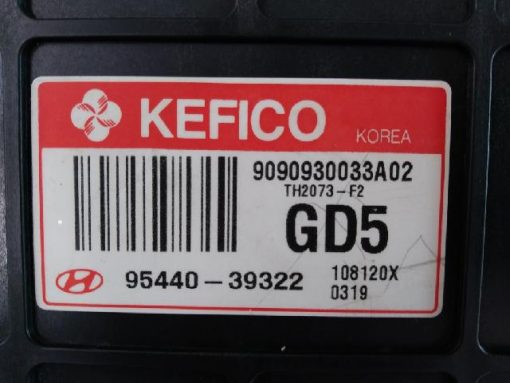 KEFICO KOREA
9090930033A02
TH2073-F2
GD5
95440-39322
108120X
0319